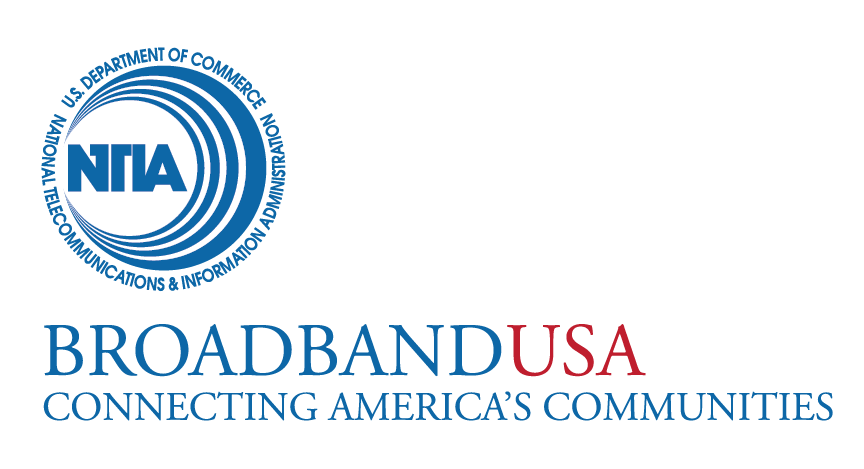 U.S. DEPARTMENT OF COMMERCE
NTIA
NATIONAL TELECOMMUNICATIONS & INFORMATION ADMINISTRATION
BROADBANDUSA
CONNECTING AMERICA'S COMMUNITIES